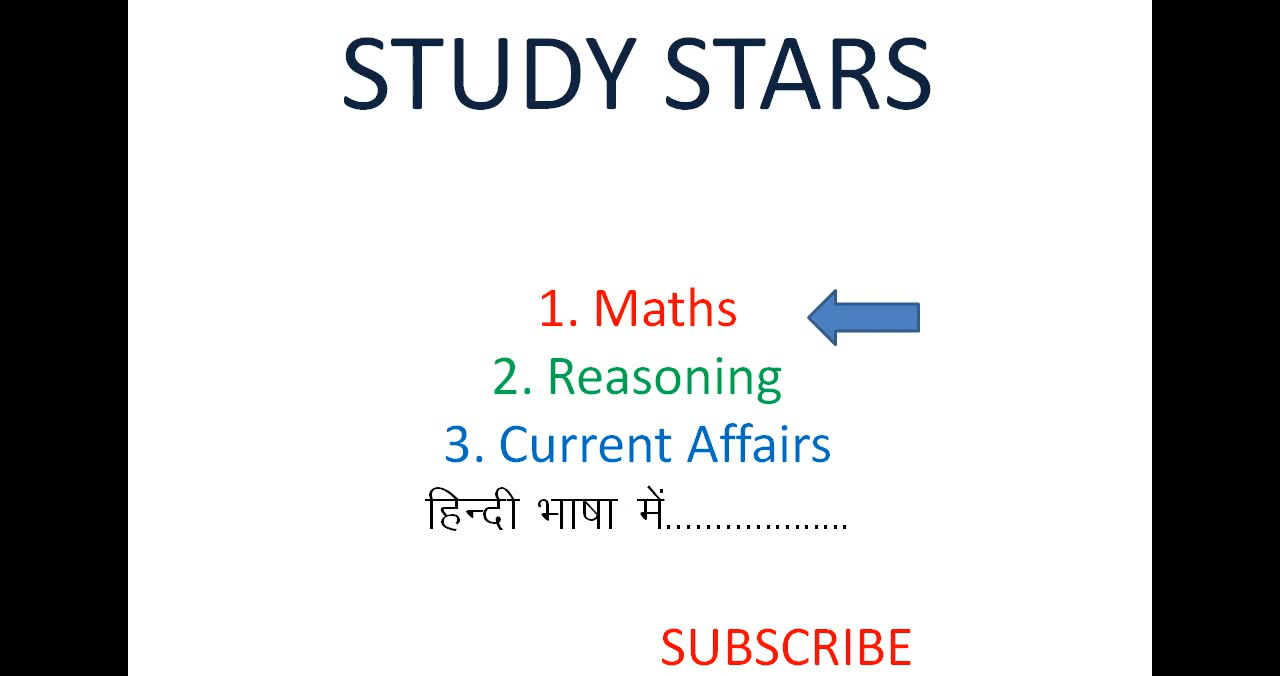 STUDY STARS
1. Maths
2. Reasoning
3. Current Affairs
हिन्दी भाषा में...................
SUBSCRIBE